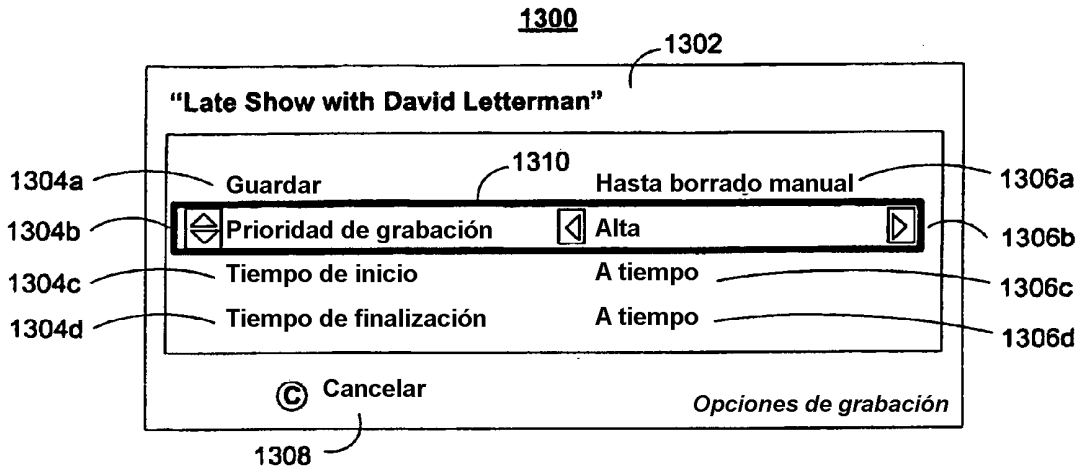 1300
1302
“Late Show with David Letterman”
1310
1304a Guardar Hasta borrado manual 1306a
1304b Prioridad de grabación Alta 1306b
1304c Tiempo de inicio A tiempo 1306c
1304d Tiempo de finalización A tiempo 1306d
© Cancelar
Opciones de grabación
1308